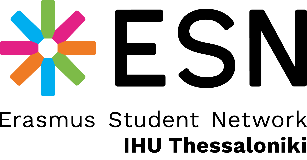 ESN
Erasmus Student Network
IHU Thessaloniki